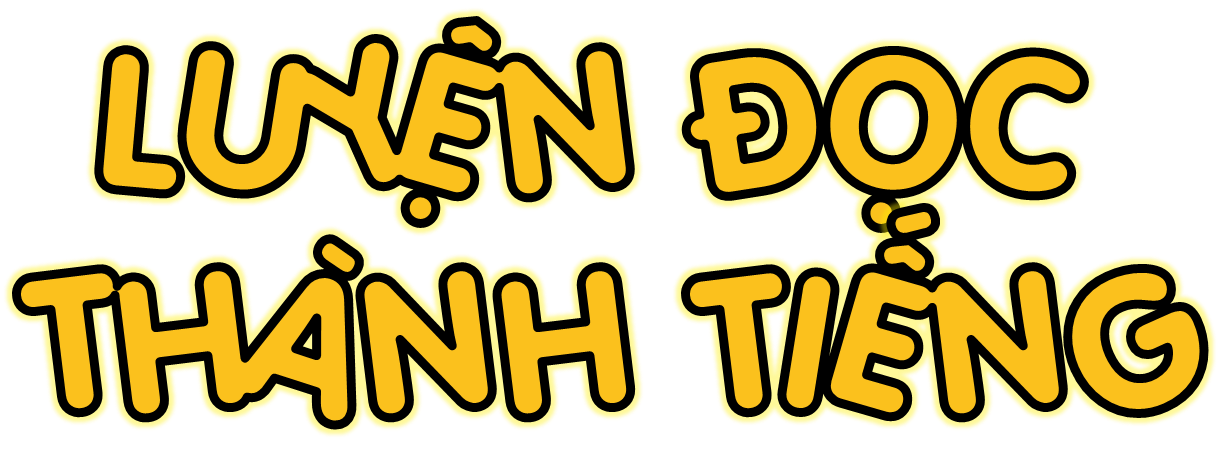 LUYỆN ĐỌC
THÀNH TIẾNG